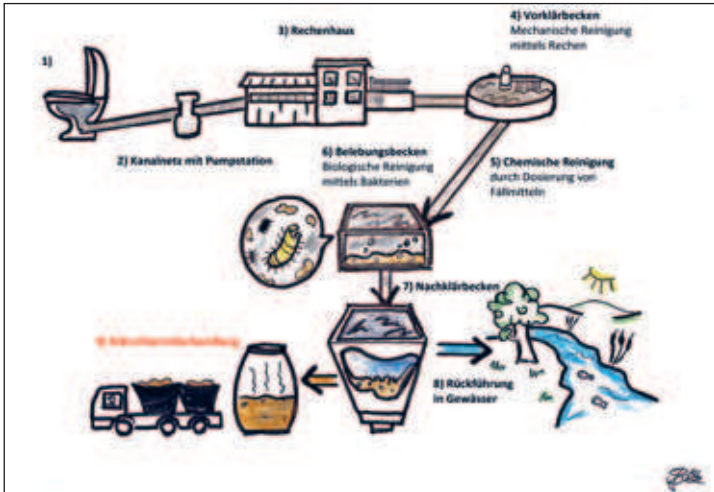 1)
2) Kanalnetz mit Pumpstation
3) Rechenhaus
4) Vorklärbecken
Mechanische Reinigung
mittels Rechen
5) Chemische Reinigung
durch Dosierung von
Fällmitteln
6) Belebungsbecken
Biologische Reinigung
mittels Bakterien
7) Nachklärbecken
8) Rückführung
in Gewässer